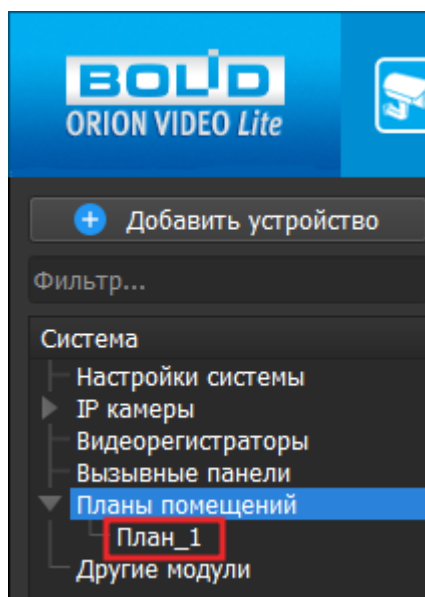 BOLID
ORION VIDEO Lite
Добавить устройство
Фильтр...
Система
Настройки системы
IP камеры
Видеорегистраторы
Вызывные панели
Планы помещений
План_1
Другие модули